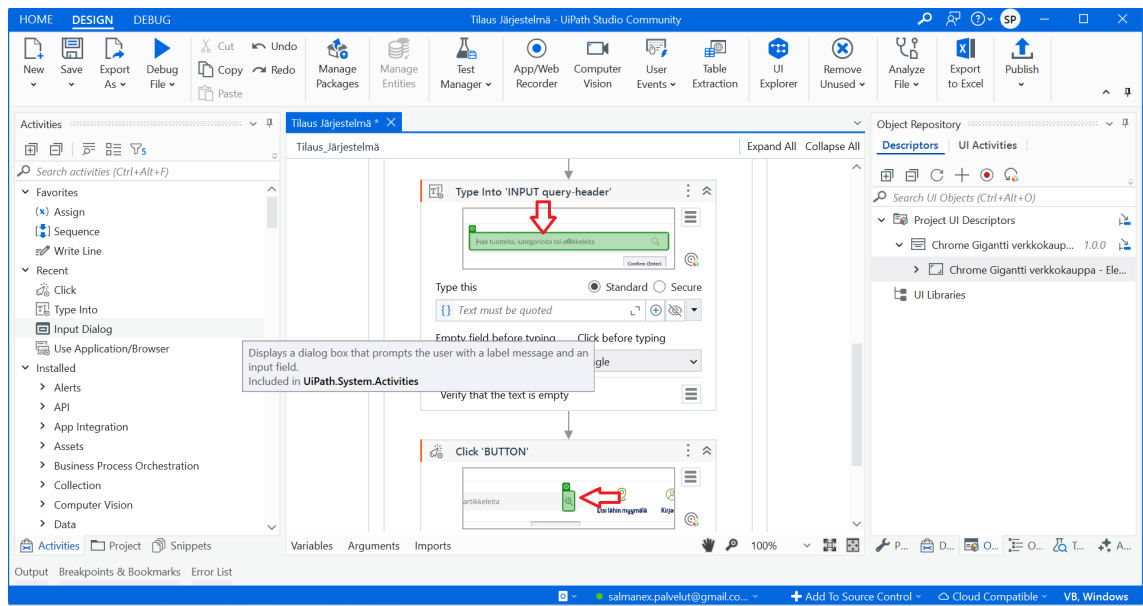 HOME DESIGN DEBUG
Tilaus Järjestelmä - UiPath Studio Community
SP
New Save Export As Debug File
Cut Copy Paste
Undo Redo
Manage Packages
Manage Entities
Test Manager
App/Web Recorder
Computer Vision
User Events
Table Extraction
UI Explorer
Remove Unused
Analyze File
Export to Excel
Publish
Activities
5
Search activities (Ctrl+Alt+F)
Favorites
Assign
Sequence
Write Line
Recent
Click
Type Into
Input Dialog
Use Application/Browser
Installed
Alerts
API
App Integration
Assets
Business Process Orchestration
Collection
Computer Vision
Data
Activities Project Snippets
Displays a dialog box that prompts the user with a label message and an
input field.
Included in UiPath.System.Activities
Tilaus Järjestelmä *
Tilaus_Järjestelmä
Expand All Collapse All
Type Into 'INPUT query-header'
Hae tuotteita, kategorioita tai artikkeleita
Confirm (Enter)
Type this
Standard Secure
Text must be quoted
Empty field before typing Click before typing
gle
Verify that the text is empty
Click 'BUTTON'
artikkeleita
Etsi lähin myymälä Kirja
Variables Arguments Imports
100%
Object Repository
Descriptors UI Activities
Search UI Objects (Ctrl+Alt+O)
Project UI Descriptors
Chrome Gigantti verkkokaup... 1.0.0
Chrome Gigantti verkkokauppa - Ele...
UI Libraries
P... D... O... O... T... A...
Output Breakpoints & Bookmarks Error List
salmanex.palvelut@gmail.co...
Add To Source Control
Cloud Compatible
VB, Windows